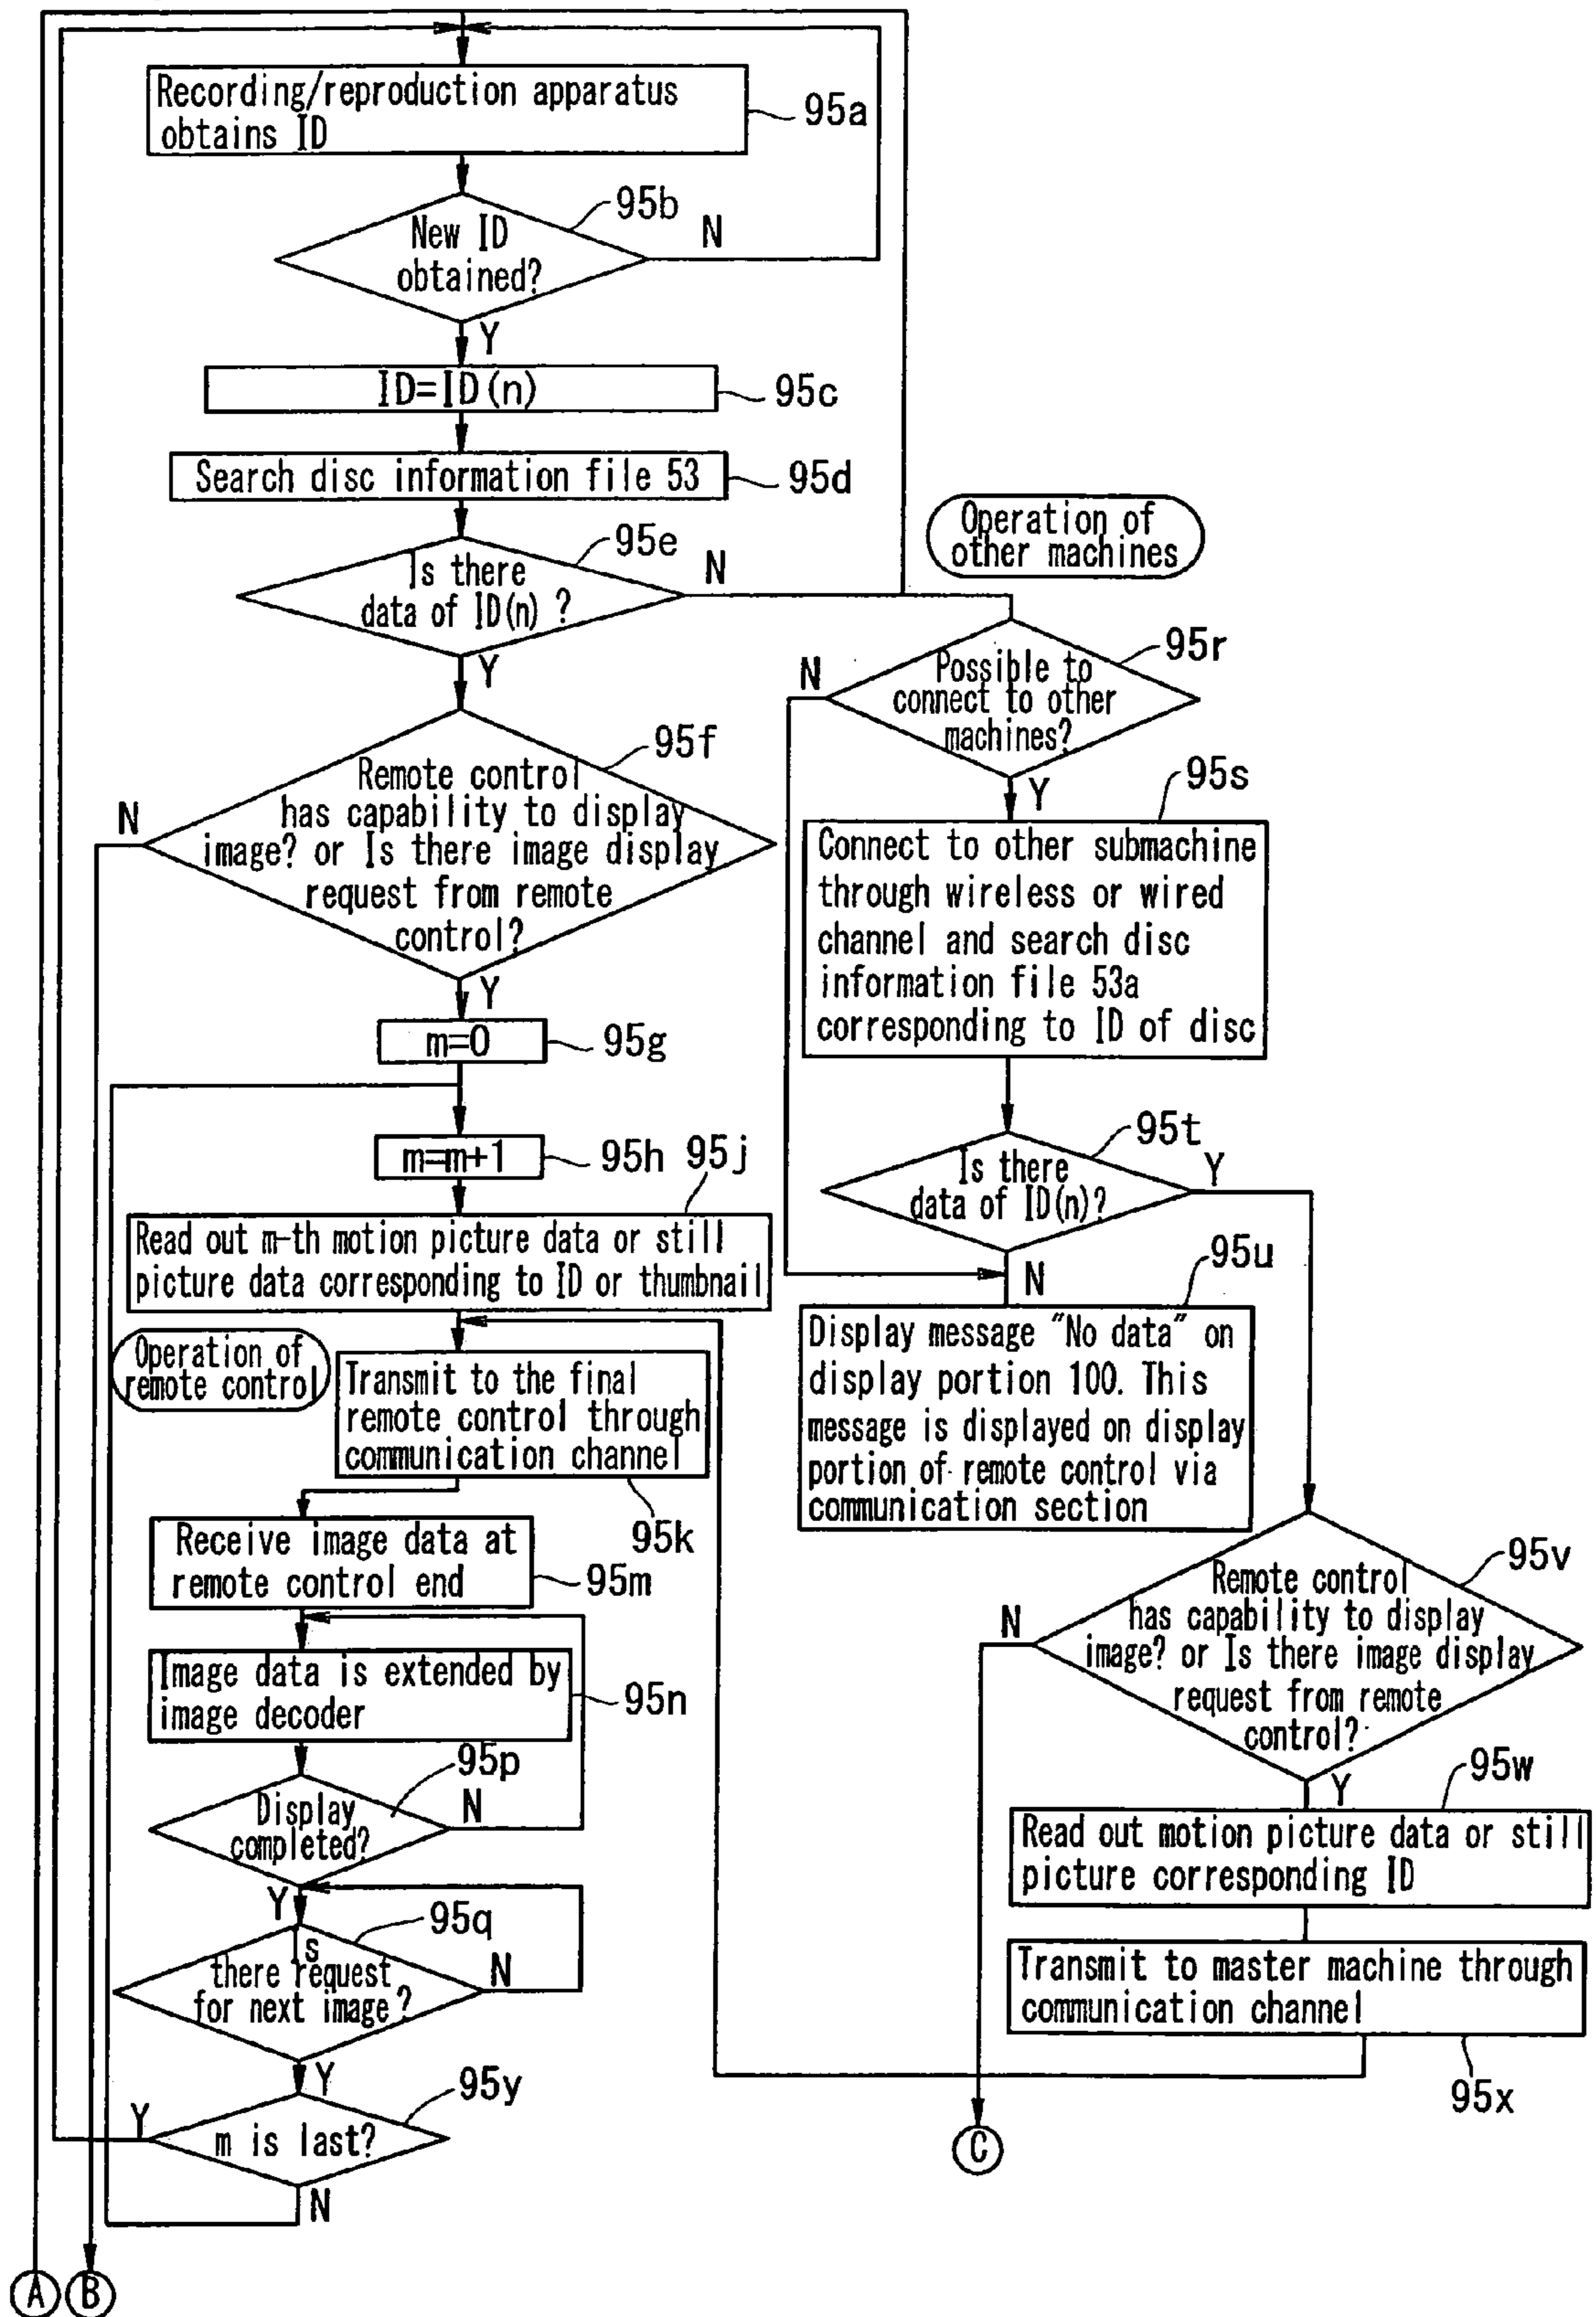 Recording/reproduction apparatus
obtains ID
95a
95b
New ID
obtained?
N
Y
ID=ID(n)
95c
Search disc information file 53
95d
95e
Is there
data of ID(n) ?
N
Y
95f
Remote control
has capability to display
image? or Is there image display
request from remote
control?
N
Y
m=0
95g
m=m+1
95h
95j
Read out m-th motion picture data or still
picture data corresponding to ID or thumbnail
Operation of
remote control
Transmit to the final
remote control through
communication channel
95k
Receive image data at
remote control end
95m
Image data is extended by
image decoder
95n
95p
Display
completed?
N
Y
95q
Is
there request
for next image?
N
Y
95y
m is last?
Y
N
A
B
Operation of
other machines
95r
Possible to
connect to other
machines?
N
Y
95s
Connect to other submachine
through wireless or wired
channel and search disc
information file 53a
corresponding to ID of disc
95t
Is there
data of ID(n)?
Y
N
95u
Display message "No data" on
display portion 100. This
message is displayed on display
portion of remote control via
communication section
95v
Remote control
has capability to display
image? or Is there image display
request from remote
control?
N
Y
95w
Read out motion picture data or still
picture corresponding ID
Transmit to master machine through
communication channel
95x
C